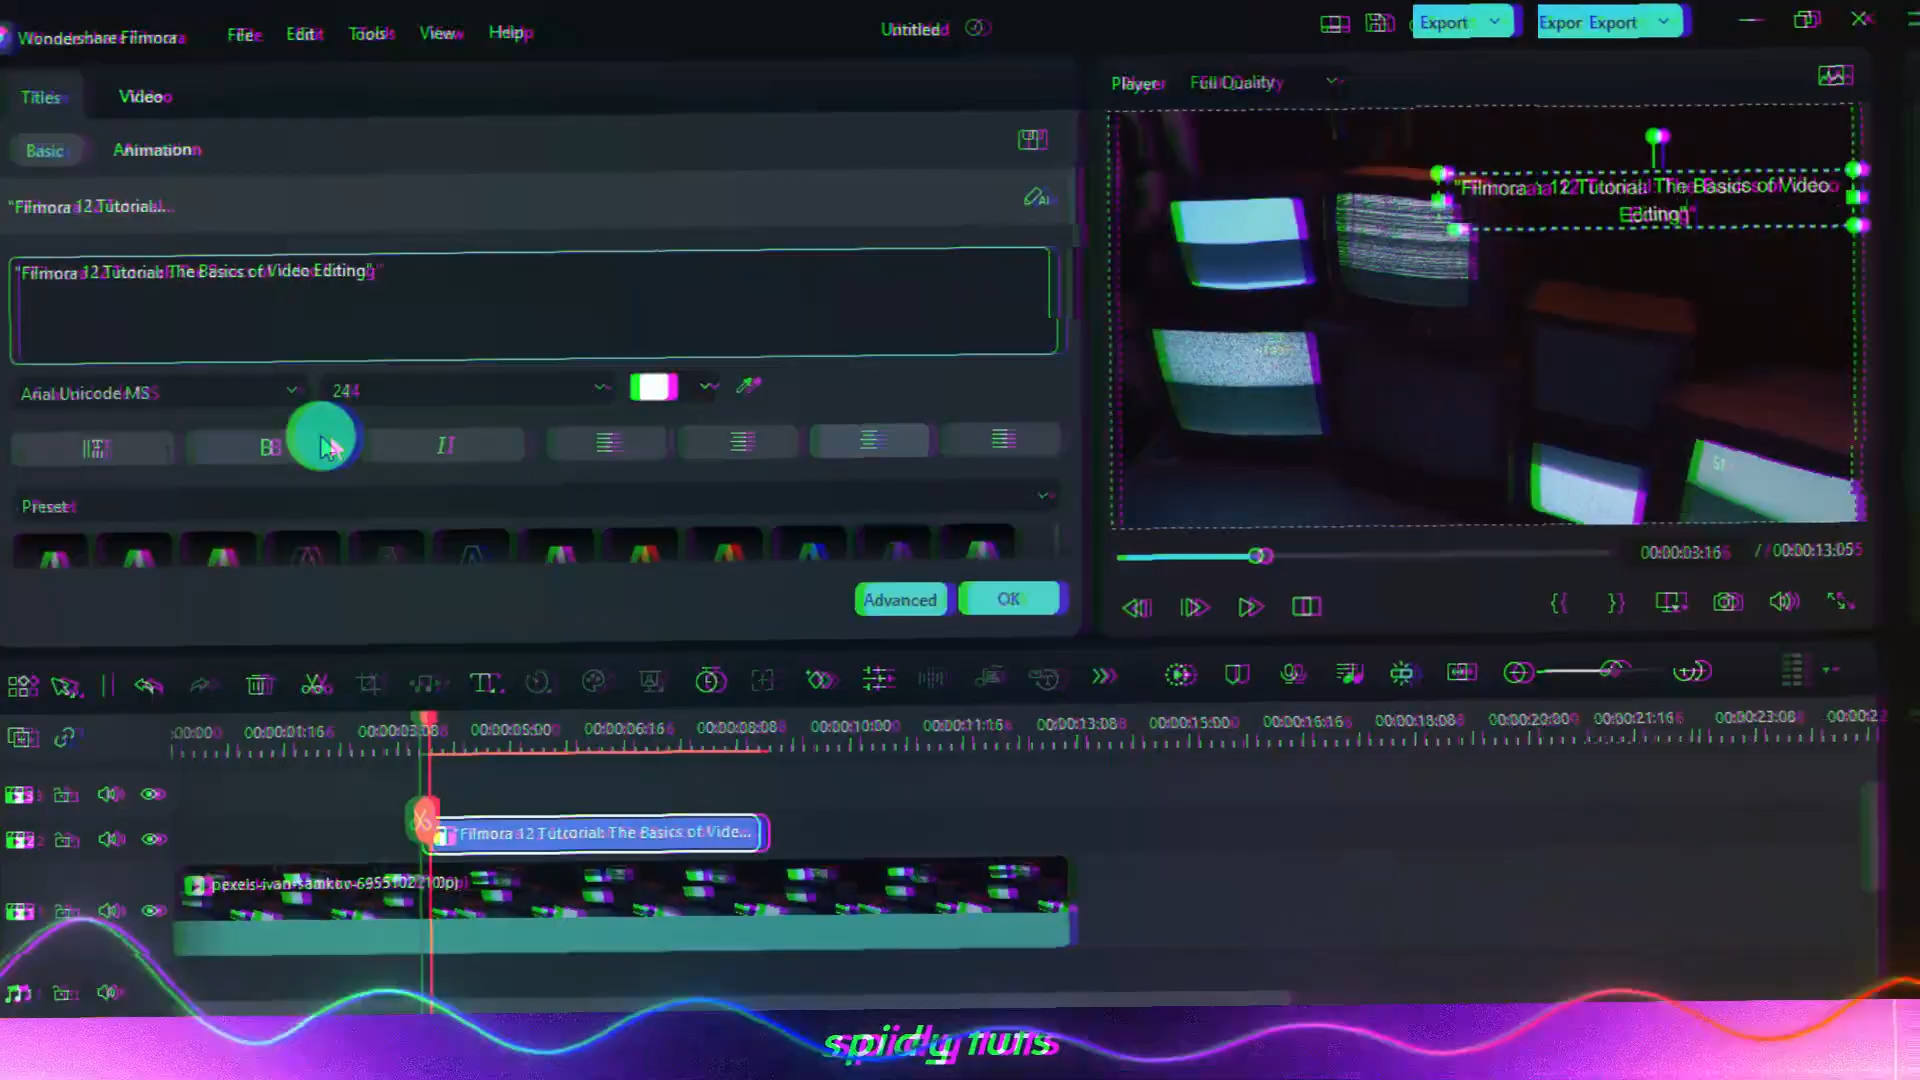 Wondershare Filmora File Edit Tools View Help Untitled Export Export
Titles Video
Player Full Quality
Basic Animation
"Filmora 12 Tutorial...
"Filmora 12 Tutorial: The Basics of Video
Editing"
"Filmora 12 Tutorial: The Basics of Video Editing"
Arial Unicode MS 24
B I
Preset
Advanced OK
00:00:03:16 / 00:00:13:05
00:00:01:16 00:00:03:08 00:00:05:00 00:00:06:16 00:00:08:08 00:00:10:00 00:00:11:16 00:00:13:08 00:00:15:00 00:00:16:16 00:00:18:08 00:00:20:00 00:00:21:16 00:00:23:08
Filmora 12 Tutorial: The Basics of Vide...
spidy tuts